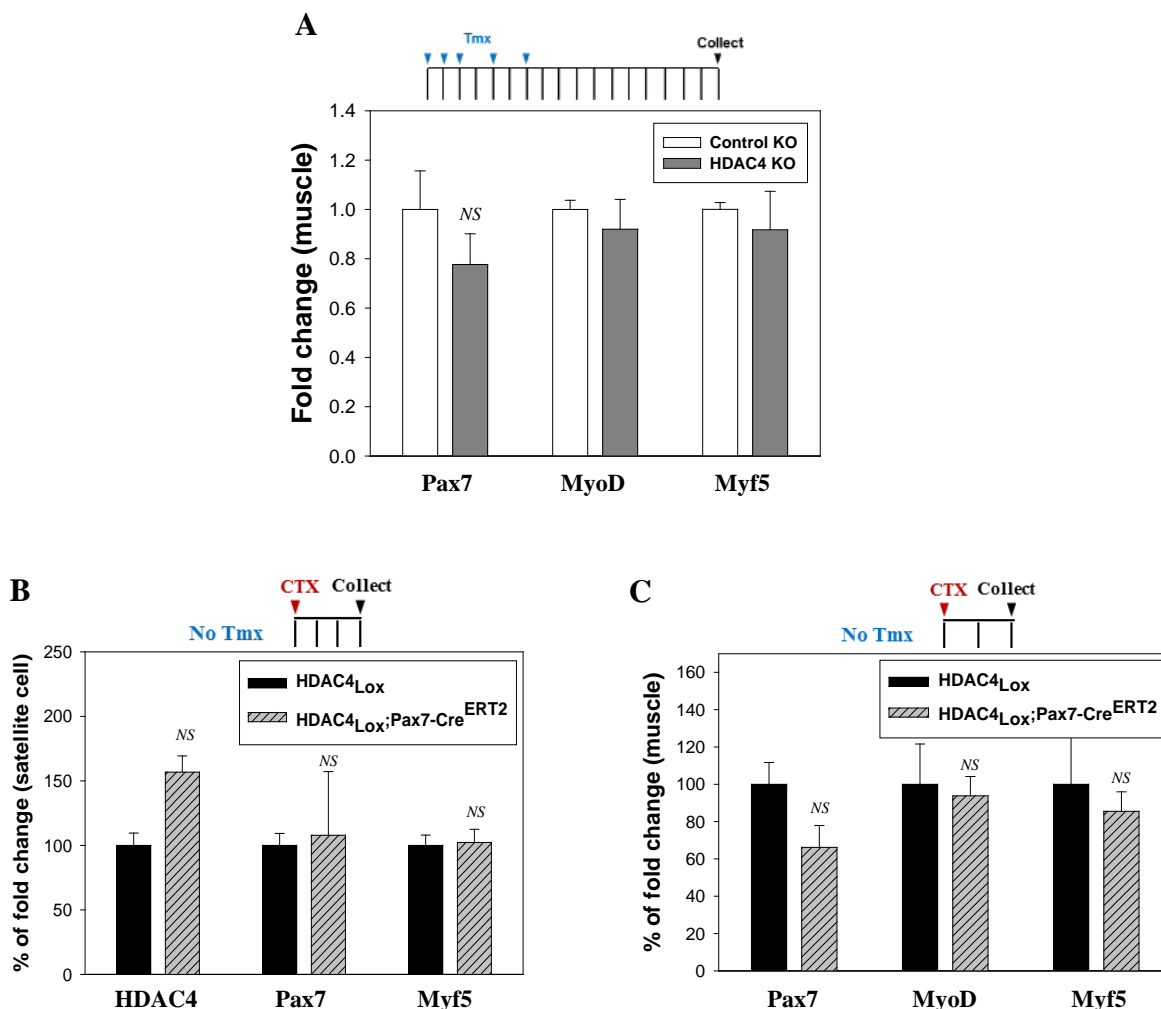 A
Tmx
Collect
Fold change (muscle)
1.4
1.2
1.0
0.8
0.6
0.4
0.2
0.0
Control KO
HDAC4 KO
NS
Pax7 MyoD Myf5
B
CTX Collect
No Tmx
% of fold change (satellite cell)
250
200
150
100
50
0
HDAC4Lox
HDAC4Lox;Pax7-CreERT2
NS
NS
NS
HDAC4 Pax7 Myf5
C
CTX Collect
No Tmx
% of fold change (muscle)
160
140
120
100
80
60
40
20
0
HDAC4Lox
HDAC4Lox;Pax7-CreERT2
NS
NS
NS
Pax7 MyoD Myf5